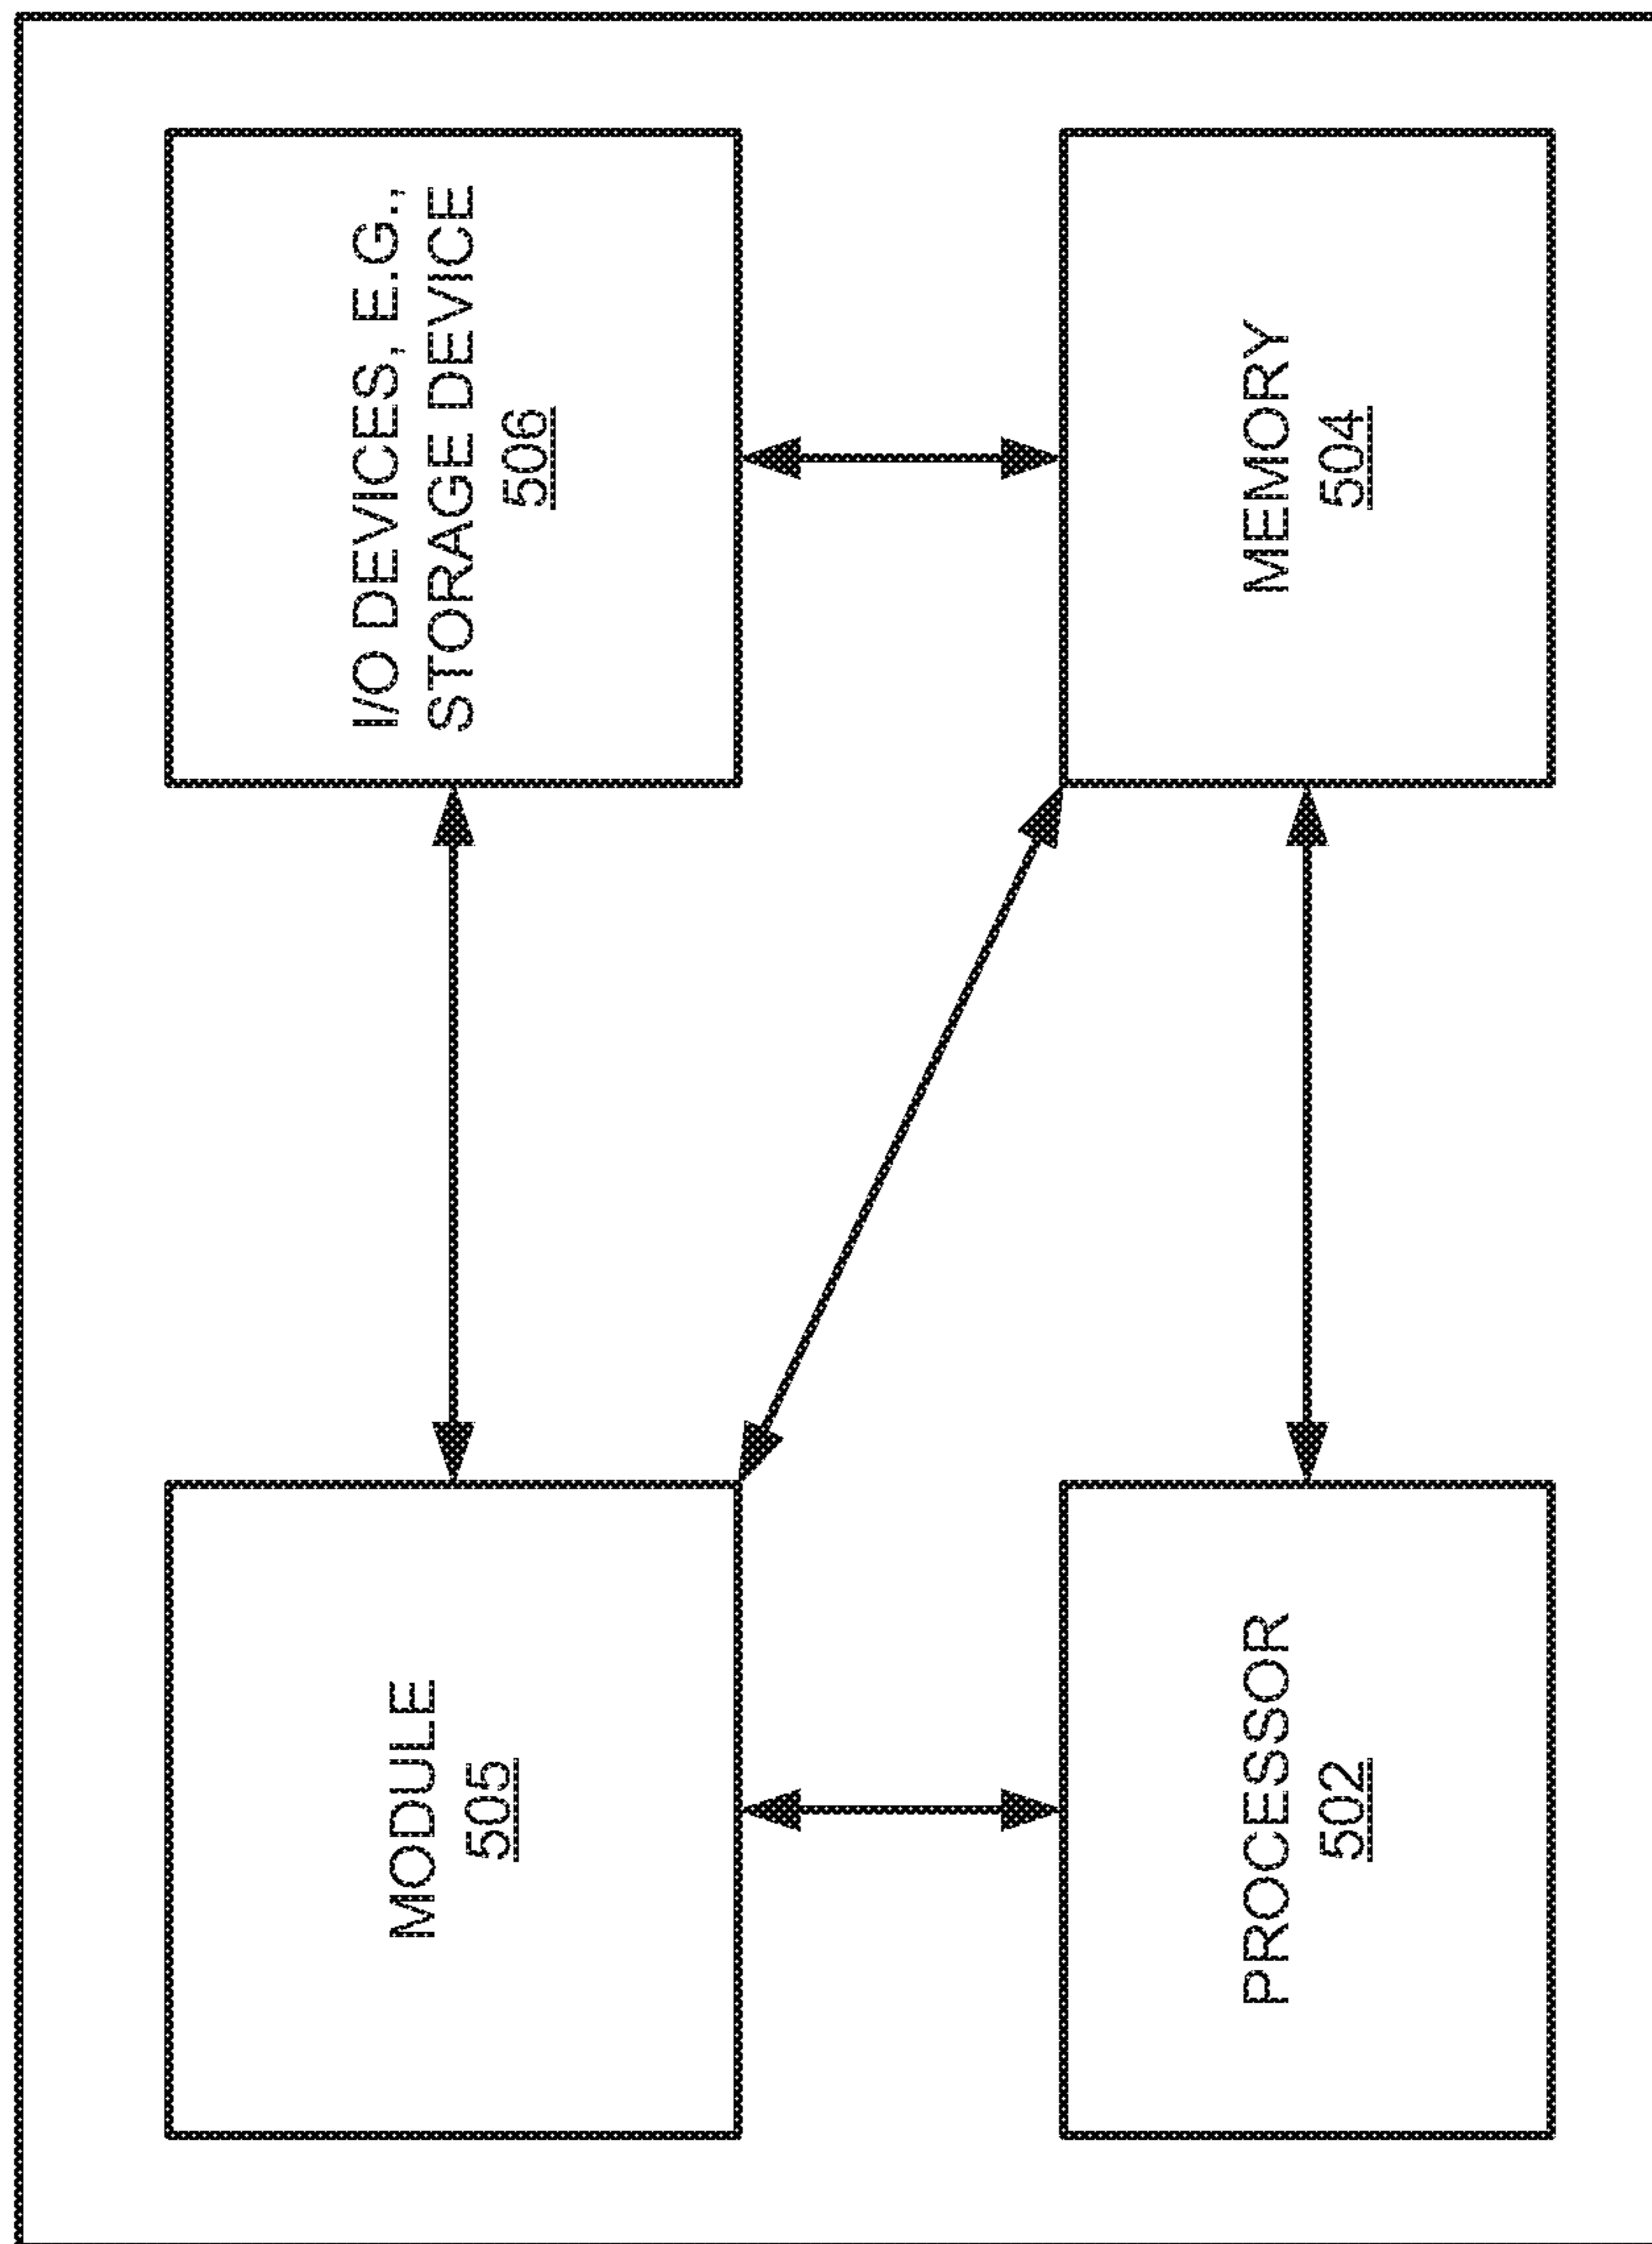 MODULE
505
I/O DEVICES, E.G.,
STORAGE DEVICE
506
PROCESSOR
502
MEMORY
504